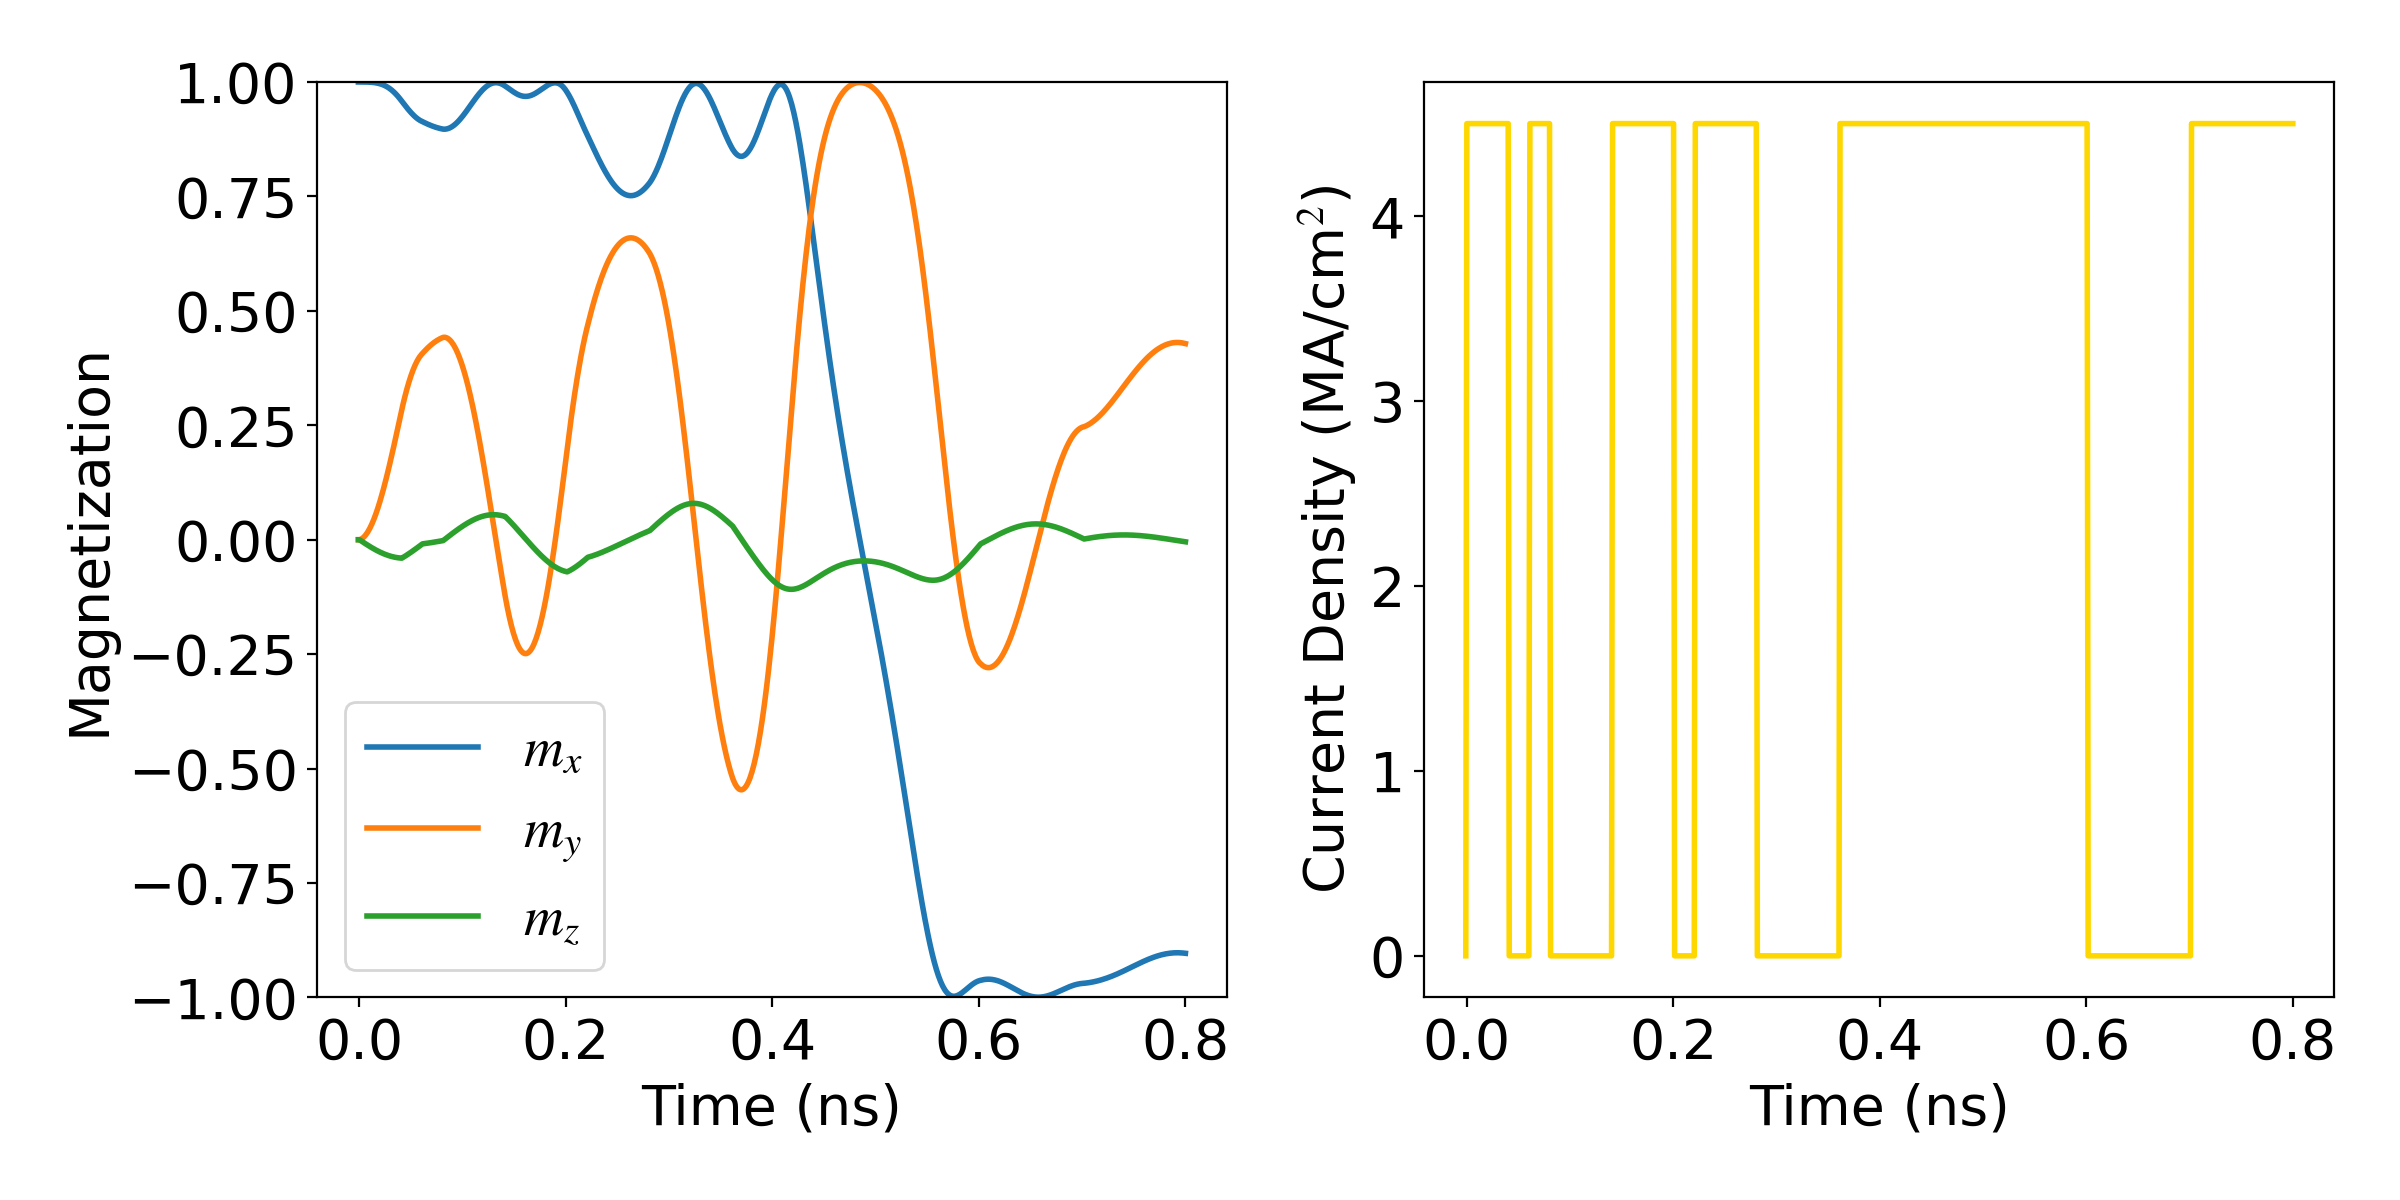 Magnetization
1.00
0.75
0.50
0.25
0.00
−0.25
−0.50
−0.75
−1.00
m_x
m_y
m_z
0.0 0.2 0.4 0.6 0.8
Time (ns)
Current Density (MA/cm²)
4
3
2
1
0
0.0 0.2 0.4 0.6 0.8
Time (ns)